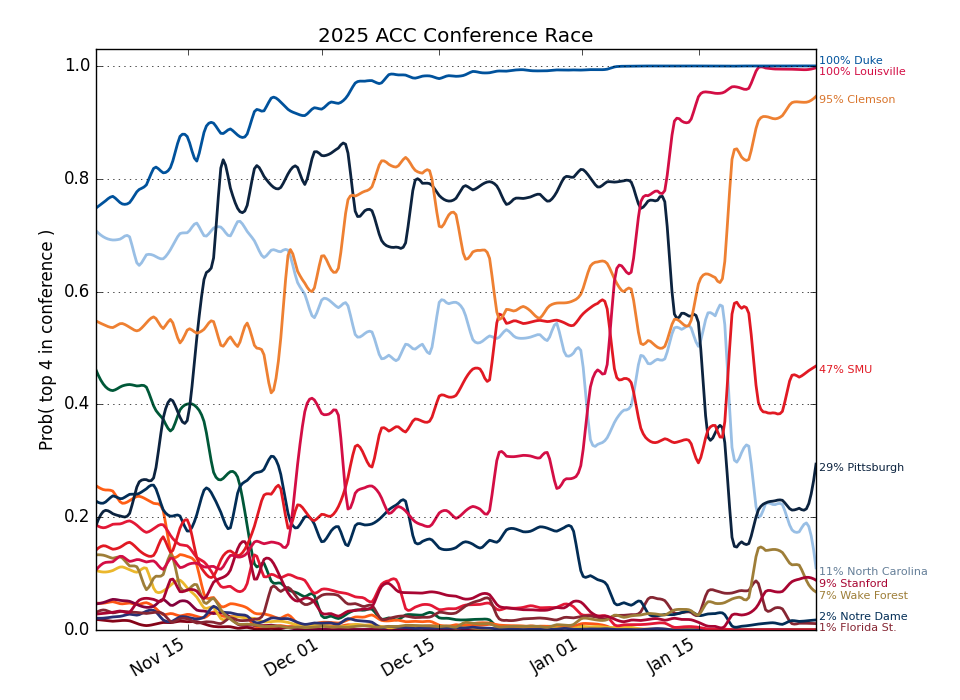 2025 ACC Conference Race
Prob( top 4 in conference )
1.0
0.8
0.6
0.4
0.2
0.0
Nov 15
Dec 01
Dec 15
Jan 01
Jan 15
100% Duke
100% Louisville
95% Clemson
47% SMU
29% Pittsburgh
11% North Carolina
9% Stanford
7% Wake Forest
2% Notre Dame
1% Florida St.